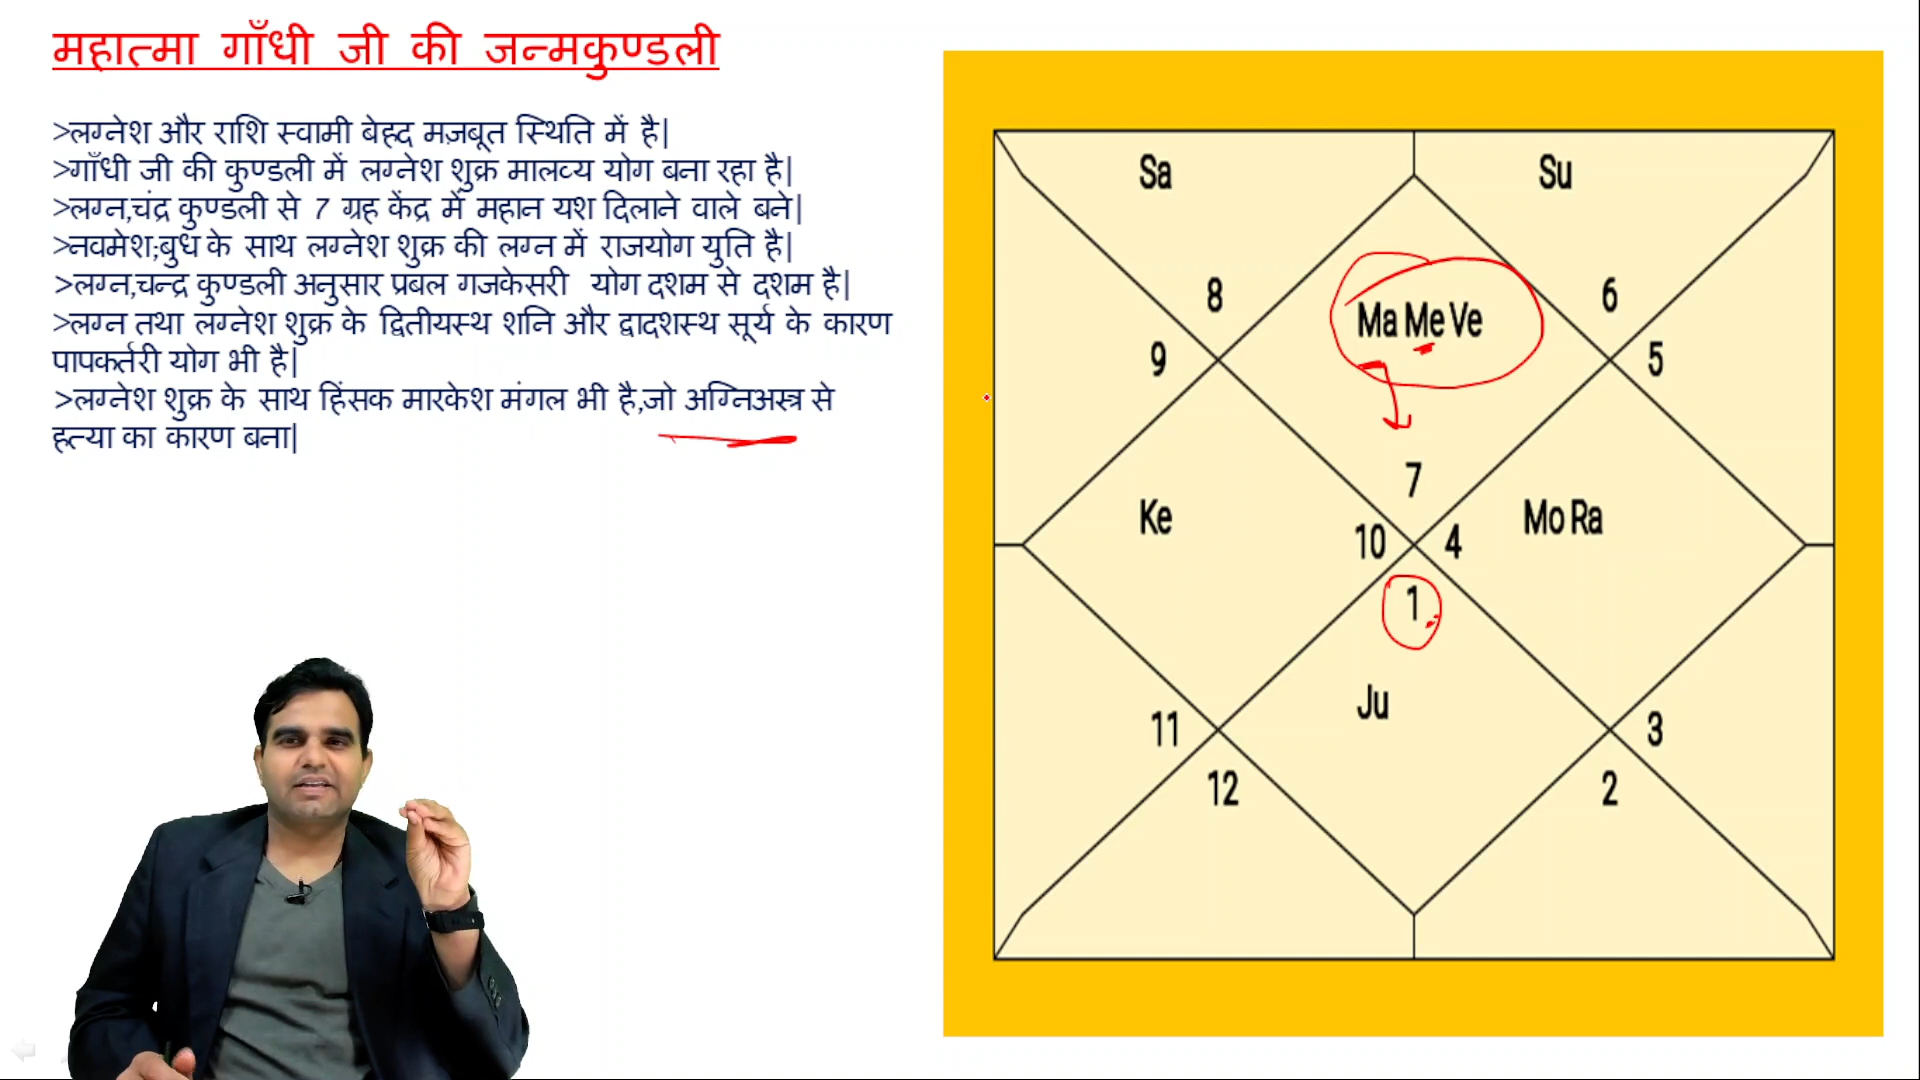 महात्मा गाँधी जी की जन्मकुण्डली
>लग्नेश और राशि स्वामी बेहद मज़बूत स्थिति में है|
>गाँधी जी की कुण्डली में लग्नेश शुक्र मालव्य योग बना रहा है|
>लग्न,चंद्र कुण्डली से 7 ग्रह केंद्र में महान यश दिलाने वाले बने|
>नवमेश;बुध के साथ लग्नेश शुक्र की लग्न में राजयोग युति है|
>लग्न,चन्द्र कुण्डली अनुसार प्रबल गजकेसरी योग दशम से दशम है|
>लग्न तथा लग्नेश शुक्र के द्वितीयस्थ शनि और द्वादशस्थ सूर्य के कारण
पापकर्तरी योग भी है|
>लग्नेश शुक्र के साथ हिंसक मारकेश मंगल भी है,जो अग्निअस्त्र से
हत्या का कारण बना|
Sa
Su
8
Ma Me Ve
6
9
5
7
Ke
Mo Ra
10
4
1
Ju
11
3
12
2